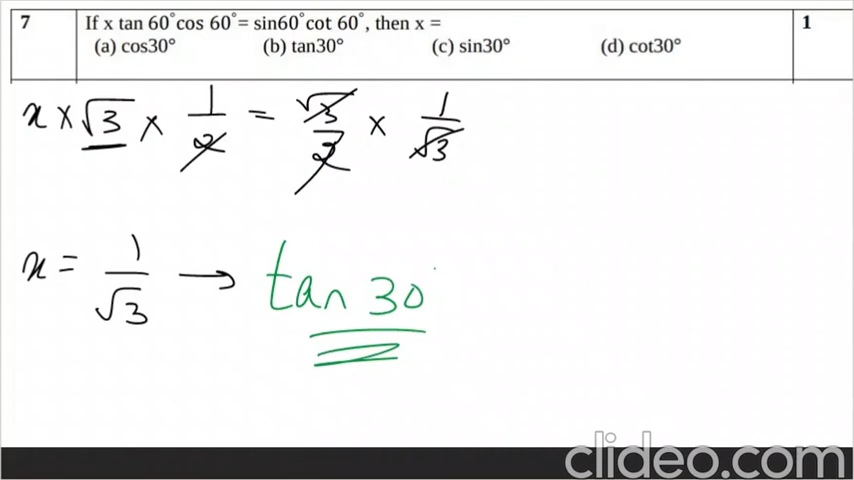 7 If x tan 60°cos 60°= sin60°cot 60°, then x = 1
(a) cos30° (b) tan30° (c) sin30° (d) cot30°
x × √3 × 1/2 = √3/2 × 1/√3
x = 1/√3 → tan 30
clideo.com